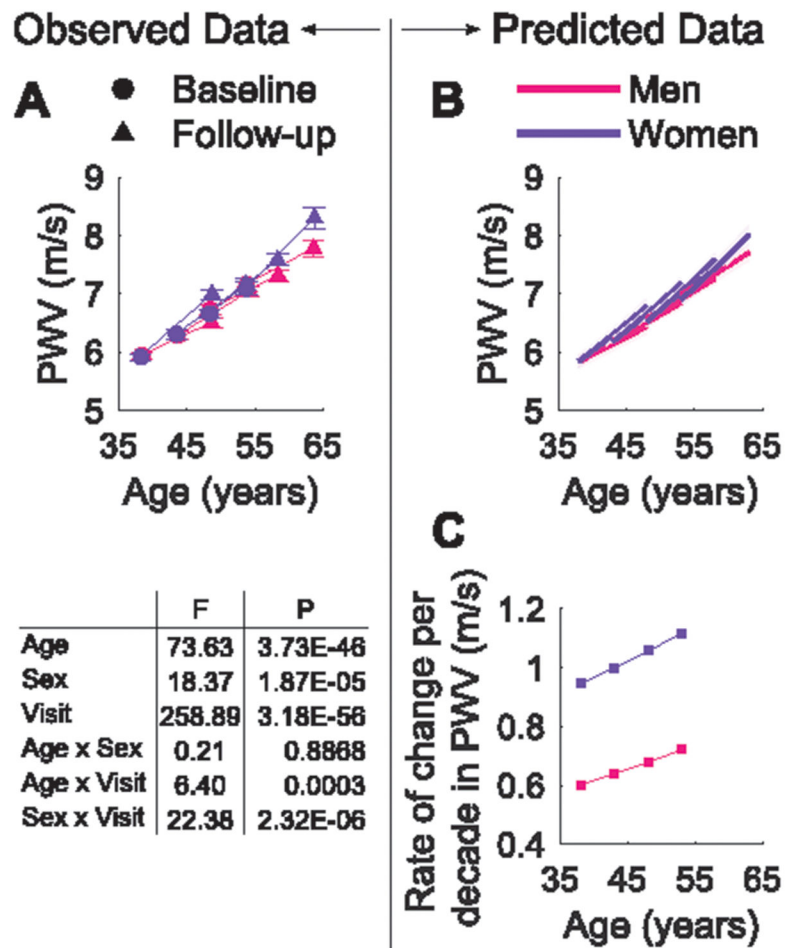 Observed Data
Predicted Data
A
Baseline
Follow-up
PWV (m/s)
9
8
7
6
5
35 45 55 65
Age (years)
B
Men
Women
PWV (m/s)
9
8
7
6
5
35 45 55 65
Age (years)
F P
Age 73.63 3.73E-46
Sex 18.37 1.87E-05
Visit 258.89 3.18E-56
Age x Sex 0.21 0.8868
Age x Visit 6.40 0.0003
Sex x Visit 22.38 2.32E-06
C
Rate of change per
decade in PWV (m/s)
1.2
1
0.8
0.6
0.4
35 45 55 65
Age (years)